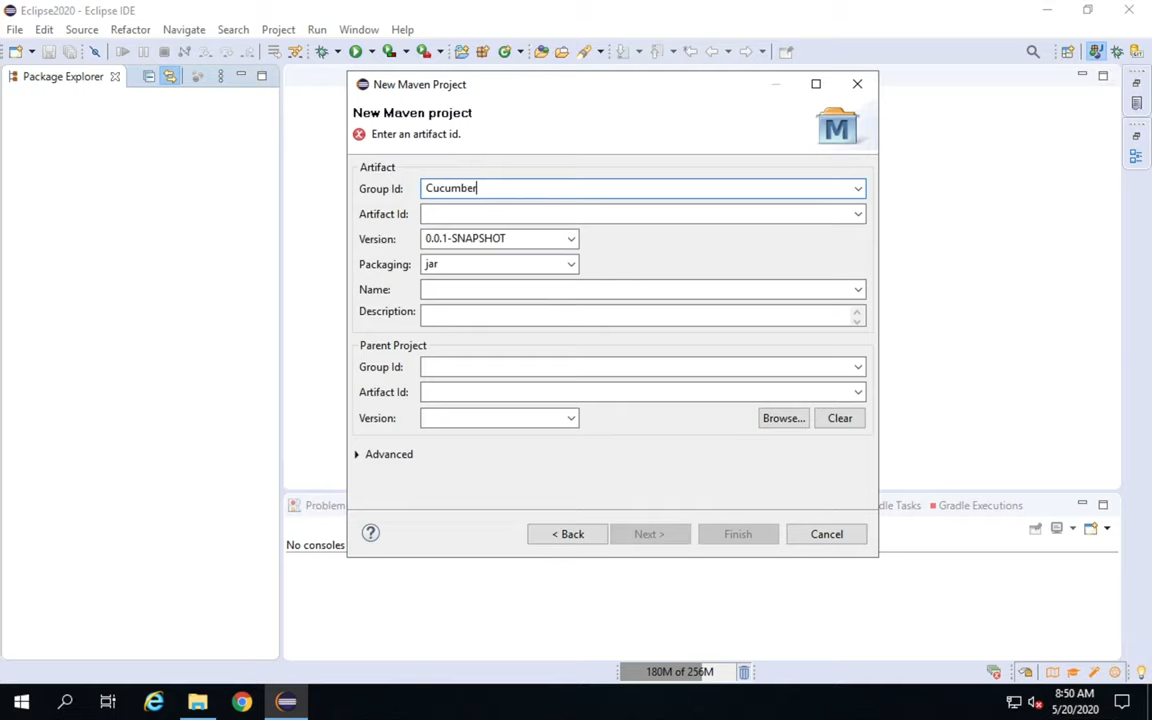 Eclipse2020 - Eclipse IDE
File Edit Source Refactor Navigate Search Project Run Window Help
Package Explorer
New Maven Project
New Maven project
Enter an artifact id.
M
Artifact
Group Id: Cucumber
Artifact Id:
Version: 0.0.1-SNAPSHOT
Packaging: jar
Name:
Description:
Parent Project
Group Id:
Artifact Id:
Version: Browse... Clear
Advanced
Problem dle Tasks Gradle Executions
No consoles
< Back Next > Finish Cancel
180M of 256M
8:50 AM
5/20/2020